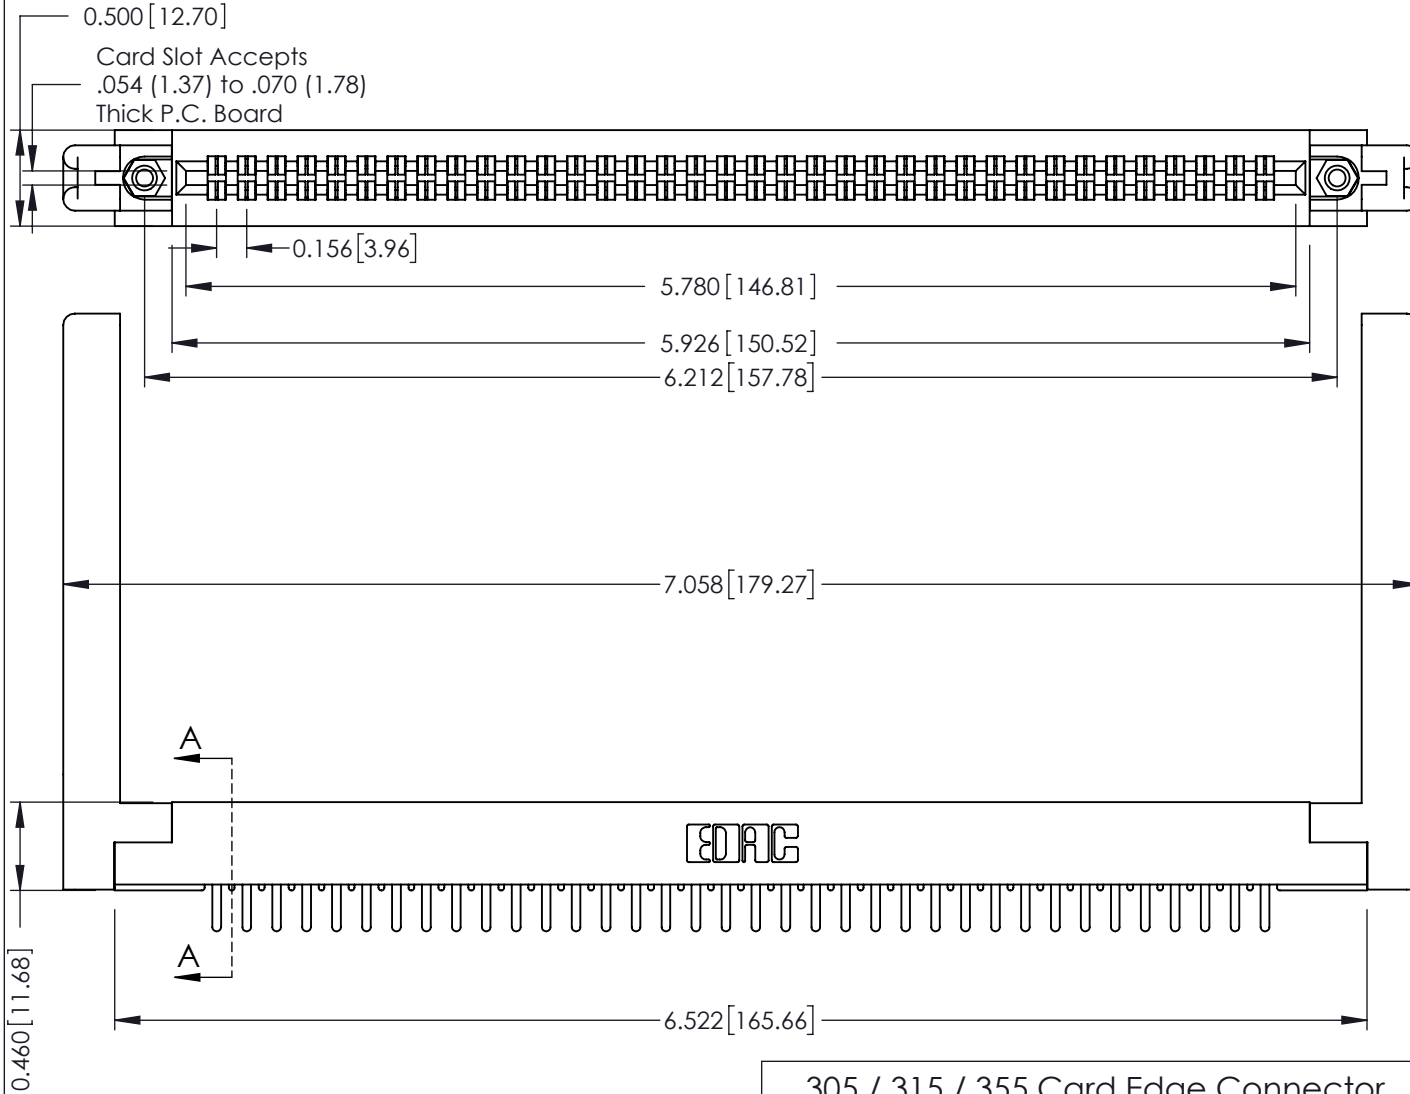 0.500 [12.70]
Card Slot Accepts
.054 (1.37) to .070 (1.78)
Thick P.C. Board
0.156 [3.96]
5.780 [146.81]
5.926 [150.52]
6.212 [157.78]
7.058 [179.27]
A
EDAC
A
0.460 [11.68]
6.522 [165.66]
305 / 315 / 355 Card Edge Connector